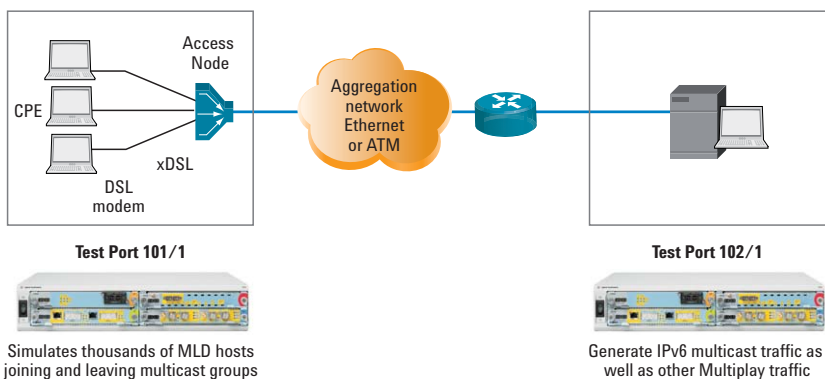 Access
Node
CPE
xDSL
DSL
modem
Aggregation
network
Ethernet
or ATM
Test Port 101/1
Test Port 102/1
Simulates thousands of MLD hosts
joining and leaving multicast groups
Generate IPv6 multicast traffic as
well as other Multiplay traffic